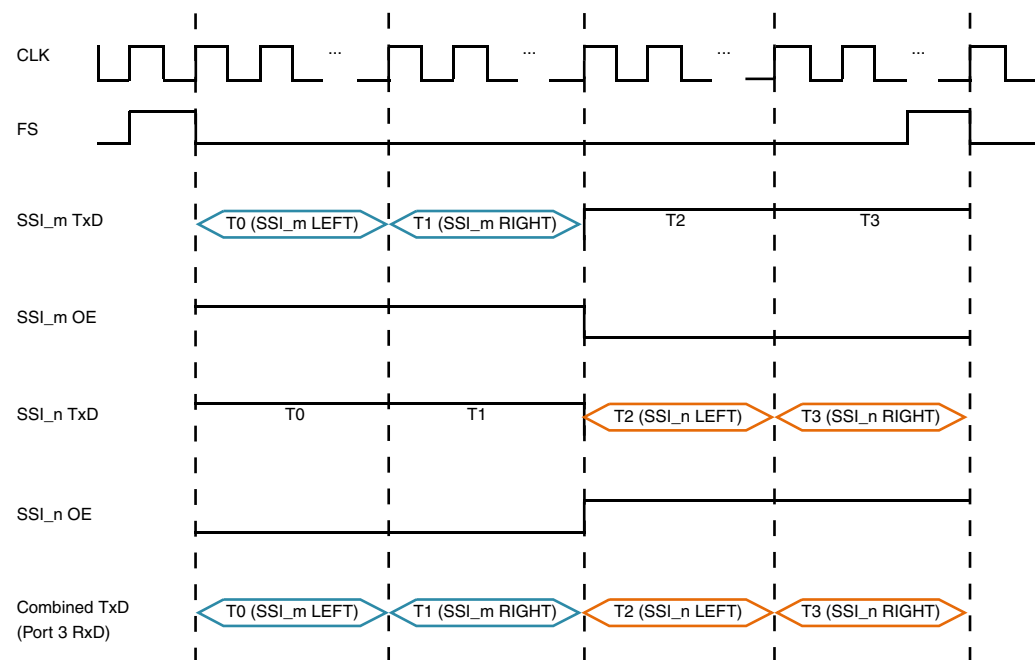 CLK
... ... ... ...
FS
SSI_m TxD
T0 (SSI_m LEFT) T1 (SSI_m RIGHT) T2 T3
SSI_m OE
SSI_n TxD
T0 T1 T2 (SSI_n LEFT) T3 (SSI_n RIGHT)
SSI_n OE
Combined TxD
(Port 3 RxD)
T0 (SSI_m LEFT) T1 (SSI_m RIGHT) T2 (SSI_n LEFT) T3 (SSI_n RIGHT)